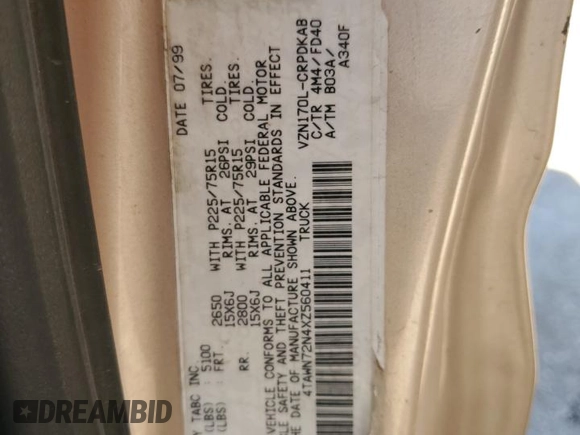 DATE 07/99
Y TABC INC
(LBS) : 5100
(LBS) FRT. 2650 WITH P225/75R15 TIRES.
15X6J RIMS. AT 26PSI COLD.
RR. 2800 WITH P225/75R15 TIRES.
15X6J RIMS. AT 29PSI COLD.
VEHICLE CONFORMS TO ALL APPLICABLE FEDERAL MOTOR
LE SAFETY AND THEFT PREVENTION STANDARDS IN EFFECT
HE DATE OF MANUFACTURE SHOWN ABOVE.
4TAWN72N4XZ560411 TRUCK
VZN170L-CRPDKAB
C/TR 4M4/FD40
A/TM B03A/
A340F
DREAMBID